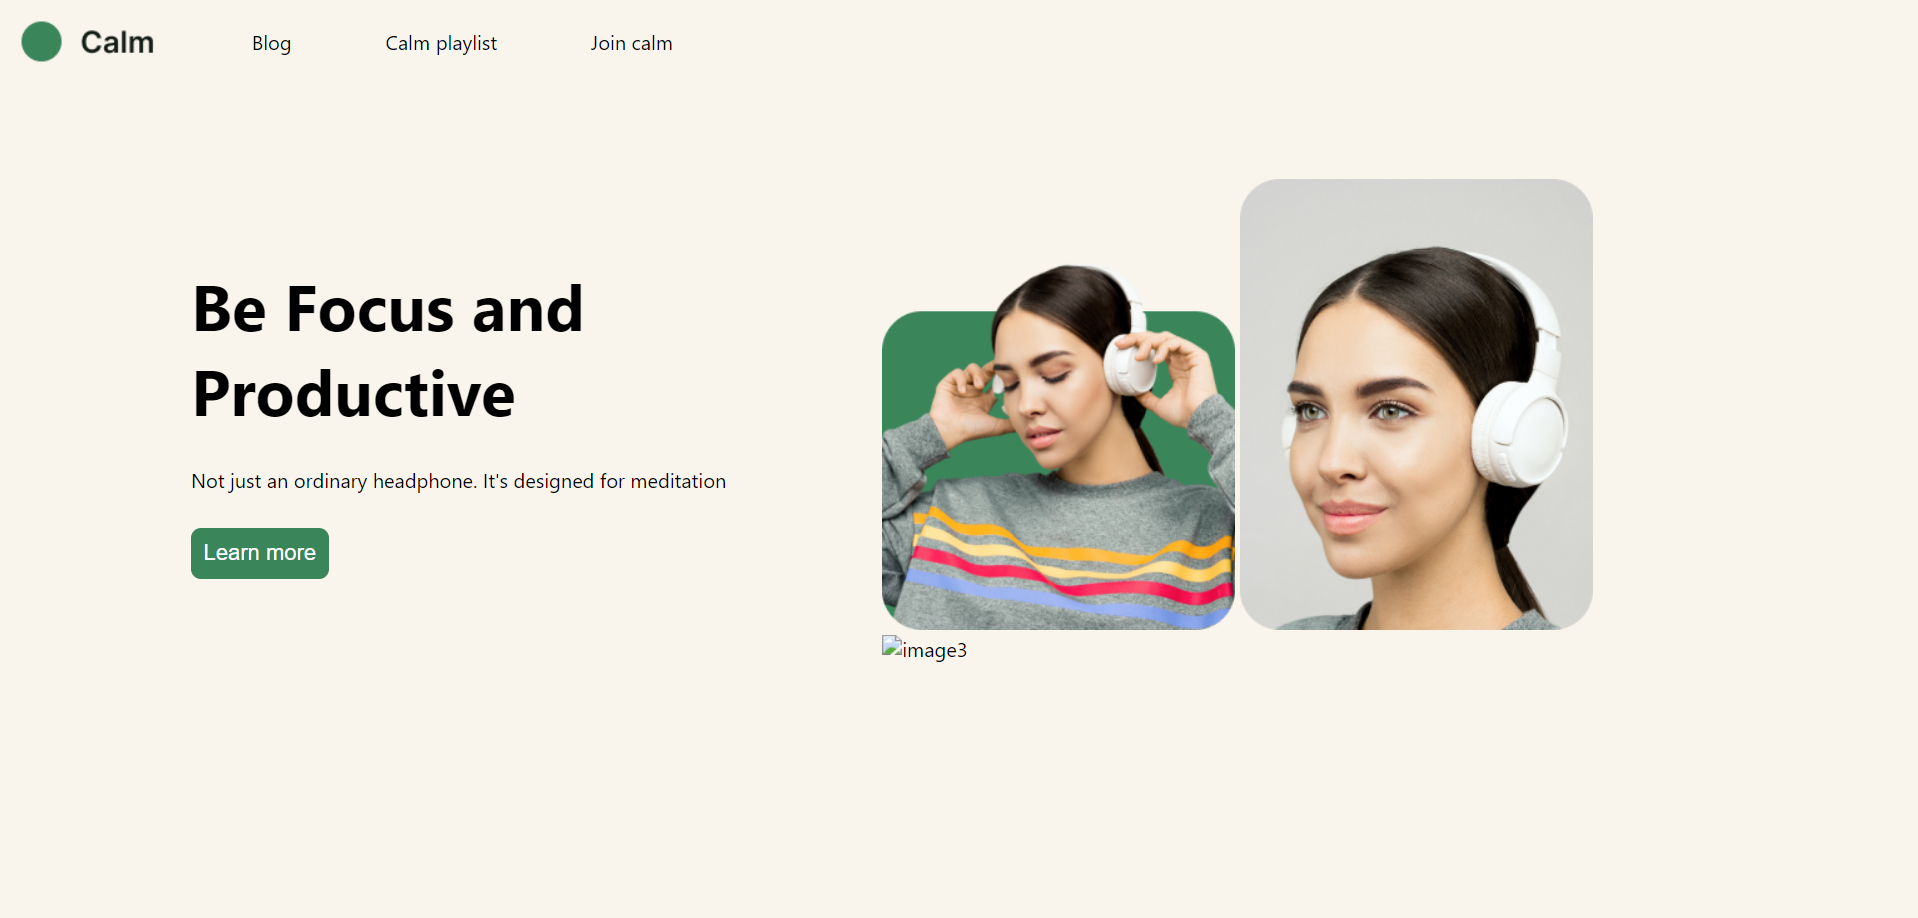 Calm
Blog
Calm playlist
Join calm
Be Focus and
Productive
Not just an ordinary headphone. It's designed for meditation
Learn more
image3